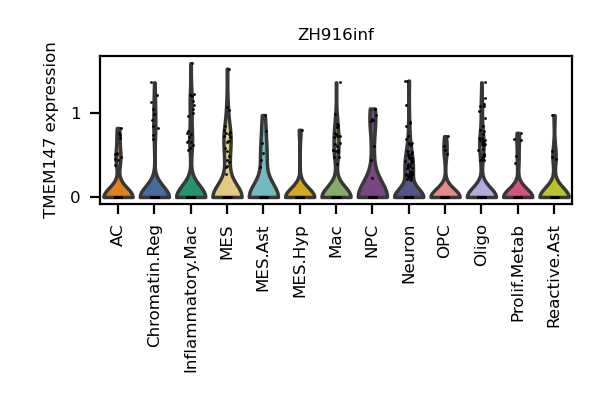 ZH916inf
TMEM147 expression
1
0
AC
Chromatin.Reg
Inflammatory.Mac
MES
MES.Ast
MES.Hyp
Mac
NPC
Neuron
OPC
Oligo
Prolif.Metab
Reactive.Ast